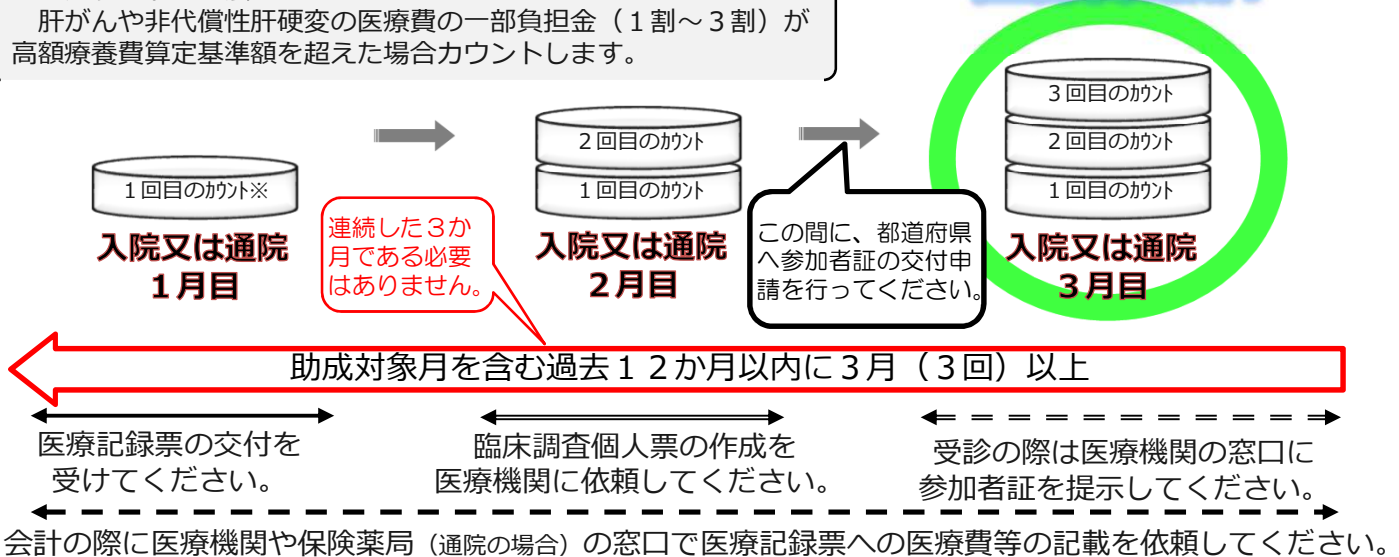 肝がんや非代償性肝硬変の医療費の一部負担金（１割～３割）が
高額療養費算定基準額を超えた場合カウントします。
１回目のｶｳﾝﾄ※
入院又は通院
１月目
連続した３か
月である必要
はありません。
２回目のｶｳﾝﾄ
１回目のｶｳﾝﾄ
入院又は通院
２月目
この間に、都道府県
へ参加者証の交付申
請を行ってください。
３回目のｶｳﾝﾄ
２回目のｶｳﾝﾄ
１回目のｶｳﾝﾄ
入院又は通院
３月目
助成対象月を含む過去１２か月以内に３月（３回）以上
医療記録票の交付を
受けてください。
臨床調査個人票の作成を
医療機関に依頼してください。
受診の際は医療機関の窓口に
参加者証を提示してください。
会計の際に医療機関や保険薬局（通院の場合）の窓口で医療記録票への医療費等の記載を依頼してください。